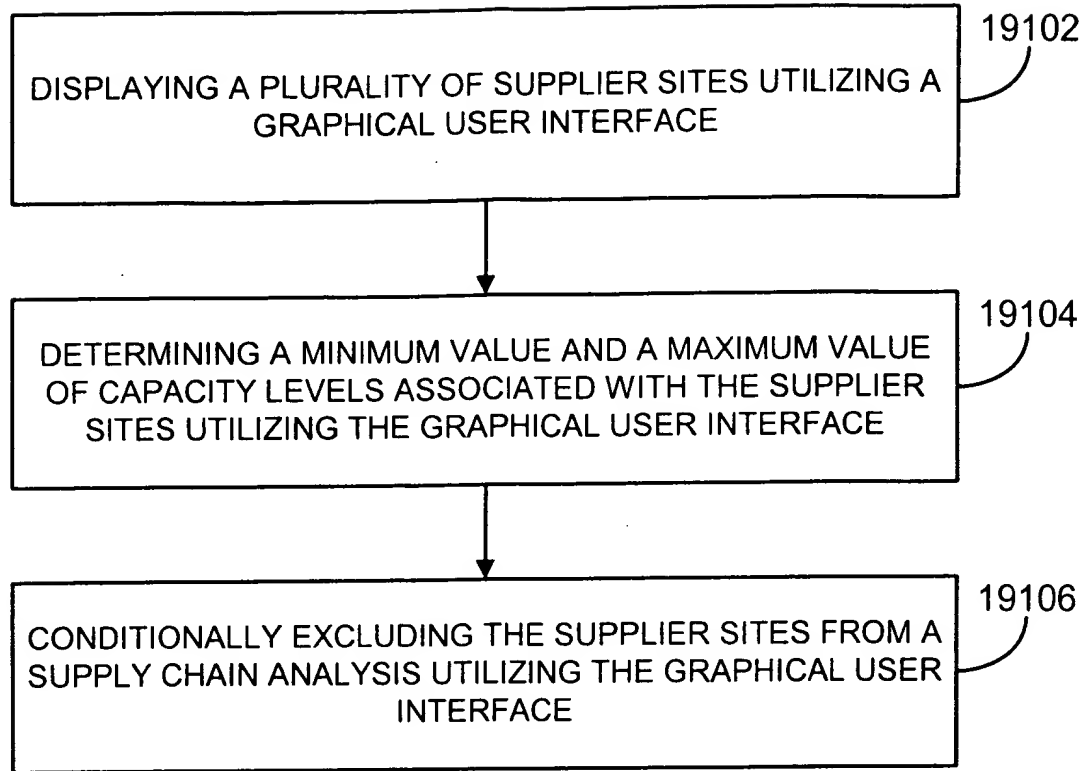 19102
DISPLAYING A PLURALITY OF SUPPLIER SITES UTILIZING A
GRAPHICAL USER INTERFACE
19104
DETERMINING A MINIMUM VALUE AND A MAXIMUM VALUE
OF CAPACITY LEVELS ASSOCIATED WITH THE SUPPLIER
SITES UTILIZING THE GRAPHICAL USER INTERFACE
19106
CONDITIONALLY EXCLUDING THE SUPPLIER SITES FROM A
SUPPLY CHAIN ANALYSIS UTILIZING THE GRAPHICAL USER
INTERFACE